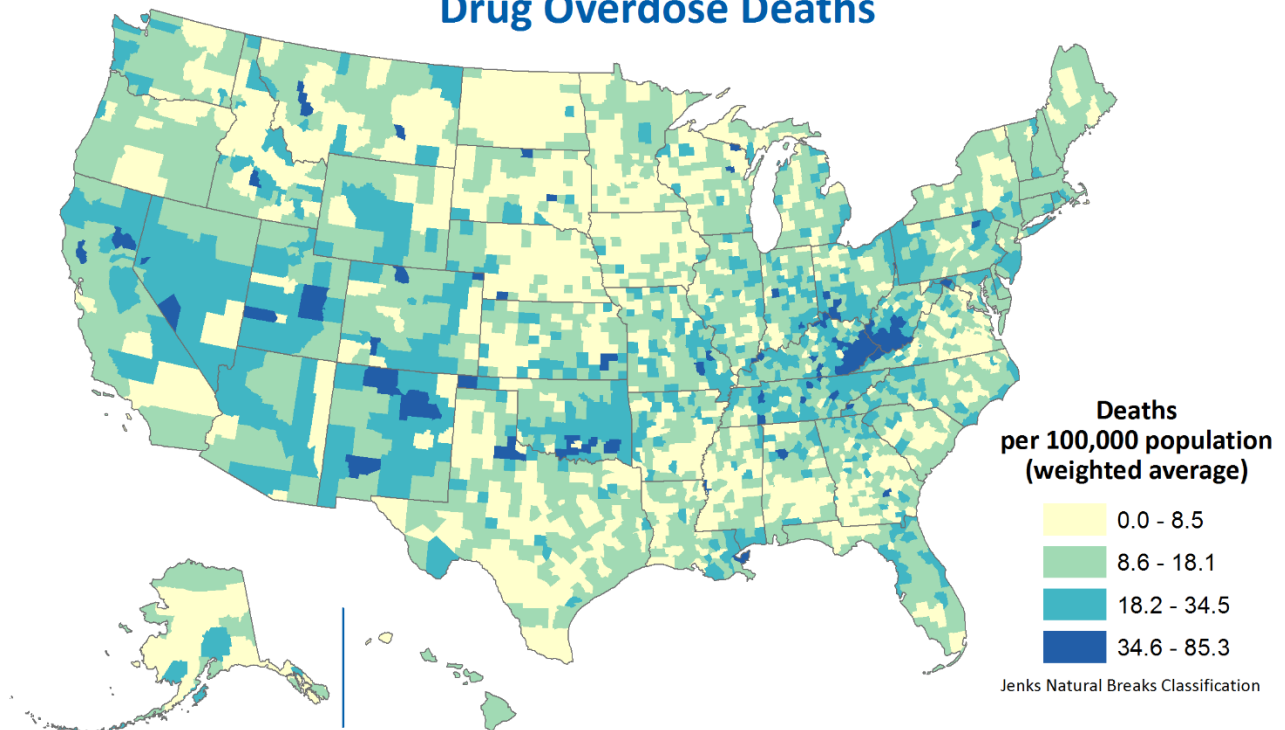 Drug Overdose Deaths
Deaths
per 100,000 population
(weighted average)
0.0 - 8.5
8.6 - 18.1
18.2 - 34.5
34.6 - 85.3
Jenks Natural Breaks Classification